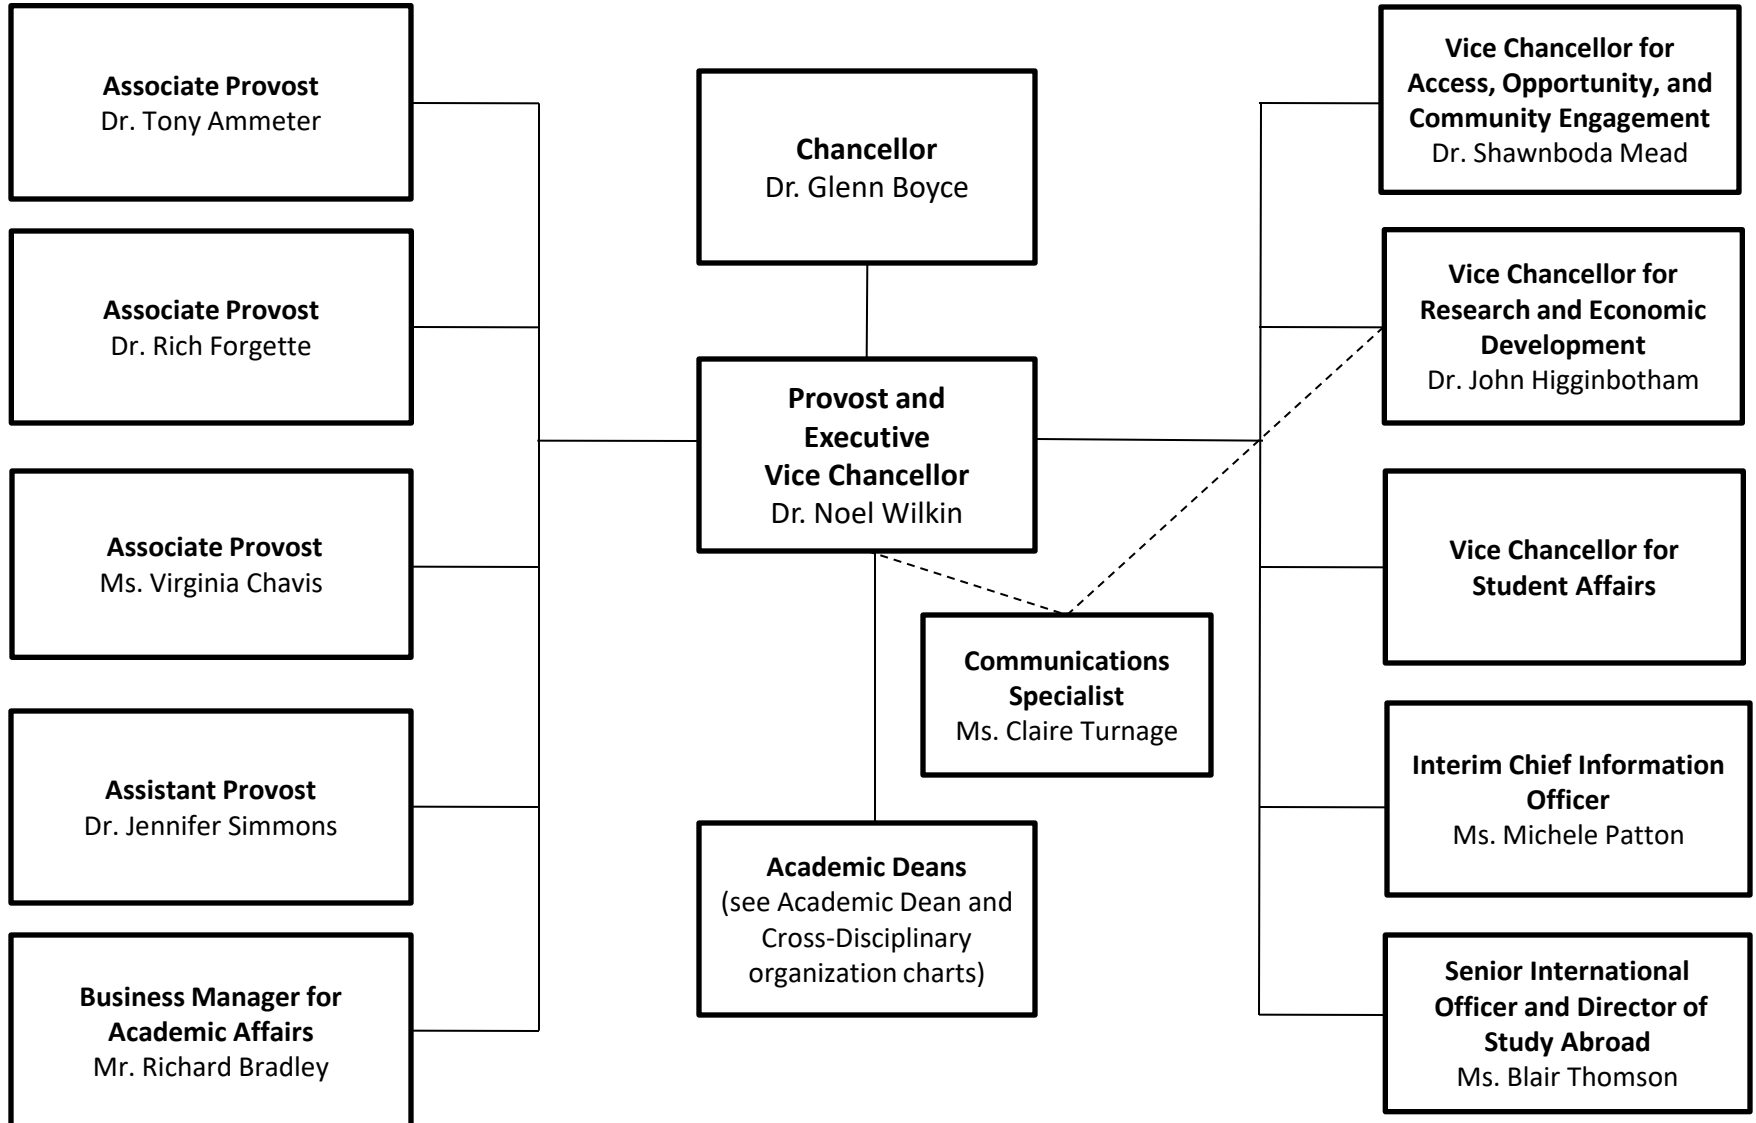 Associate Provost
Dr. Tony Ammeter
Associate Provost
Dr. Rich Forgette
Associate Provost
Ms. Virginia Chavis
Assistant Provost
Dr. Jennifer Simmons
Business Manager for
Academic Affairs
Mr. Richard Bradley
Chancellor
Dr. Glenn Boyce
Provost and
Executive
Vice Chancellor
Dr. Noel Wilkin
Communications
Specialist
Ms. Claire Turnage
Academic Deans
(see Academic Dean and
Cross-Disciplinary
organization charts)
Vice Chancellor for
Access, Opportunity, and
Community Engagement
Dr. Shawnboda Mead
Vice Chancellor for
Research and Economic
Development
Dr. John Higginbotham
Vice Chancellor for
Student Affairs
Interim Chief Information
Officer
Ms. Michele Patton
Senior International
Officer and Director of
Study Abroad
Ms. Blair Thomson